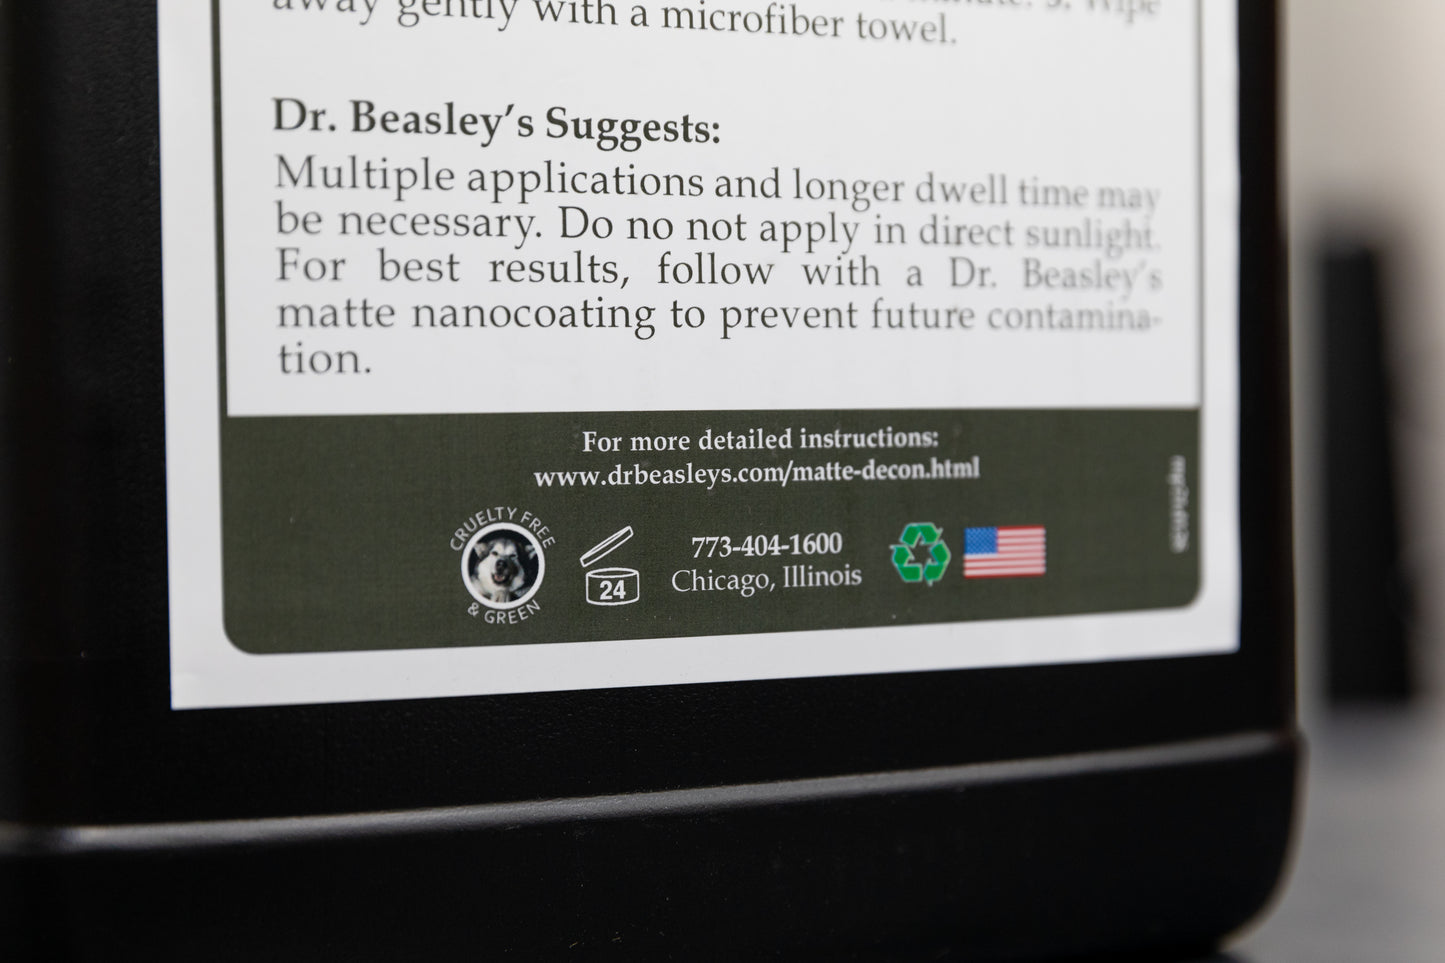 away gently with a microfiber towel.
Dr. Beasley's Suggests:
Multiple applications and longer dwell time may
be necessary. Do no not apply in direct sunlight.
For best results, follow with a Dr. Beasley's
matte nanocoating to prevent future contamina-
tion.
For more detailed instructions:
www.drbeasleys.com/matte-decon.html
CRUELTY FREE
& GREEN
24
773-404-1600
Chicago, Illinois